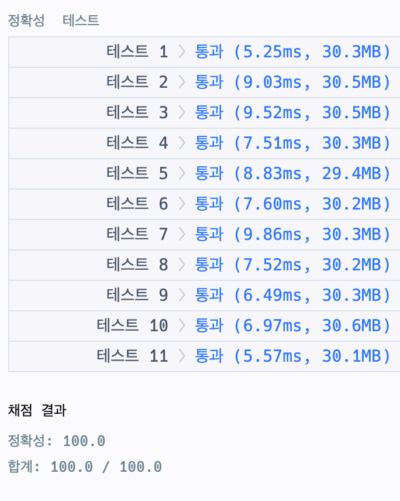 정확성 테스트
테스트 1 > 통과 (5.25ms, 30.3MB)
테스트 2 > 통과 (9.03ms, 30.5MB)
테스트 3 > 통과 (9.52ms, 30.5MB)
테스트 4 > 통과 (7.51ms, 30.3MB)
테스트 5 > 통과 (8.83ms, 29.4MB)
테스트 6 > 통과 (7.60ms, 30.2MB)
테스트 7 > 통과 (9.86ms, 30.3MB)
테스트 8 > 통과 (7.52ms, 30.2MB)
테스트 9 > 통과 (6.49ms, 30.3MB)
테스트 10 > 통과 (6.97ms, 30.6MB)
테스트 11 > 통과 (5.57ms, 30.1MB)
채점 결과
정확성: 100.0
합계: 100.0 / 100.0